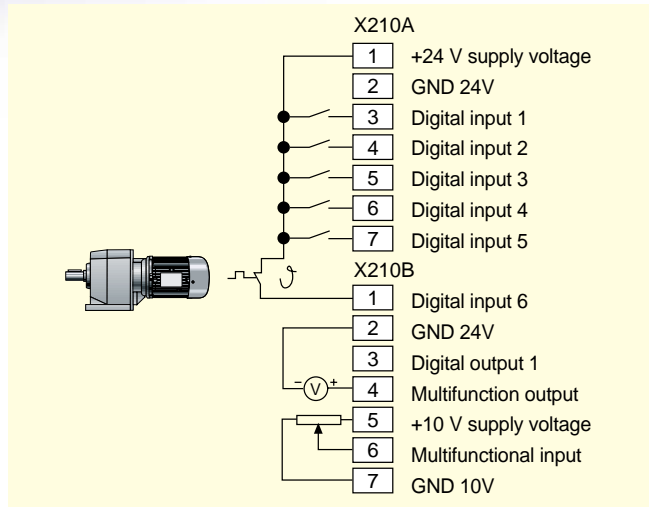 X210A
1 +24 V supply voltage
2 GND 24V
3 Digital input 1
4 Digital input 2
5 Digital input 3
6 Digital input 4
7 Digital input 5
X210B
ϑ
1 Digital input 6
2 GND 24V
3 Digital output 1
- V + 4 Multifunction output
5 +10 V supply voltage
6 Multifunctional input
7 GND 10V